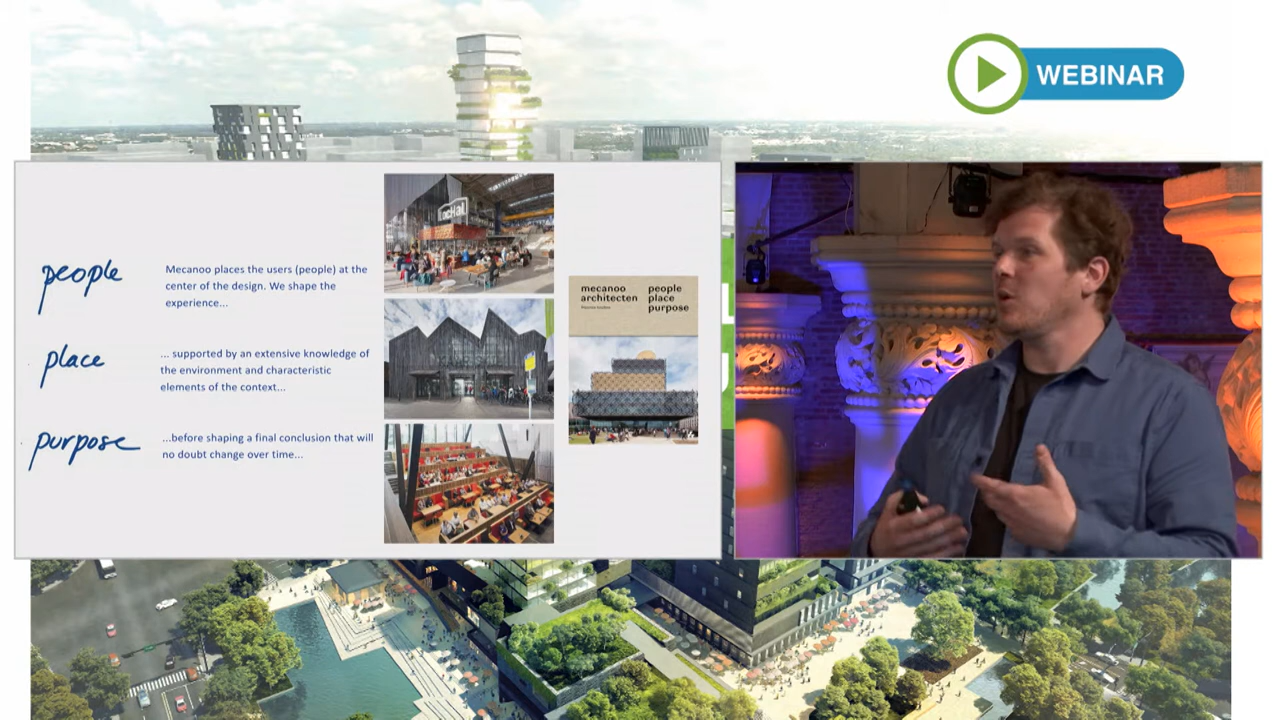 WEBINAR
people
Mecanoo places the users (people) at the
center of the design. We shape the
experience...
place
... supported by an extensive knowledge of
the environment and characteristic
elements of the context...
purpose
...before shaping a final conclusion that will
no doubt change over time...
LocHal
mecanoo
architecten
people
place
purpose